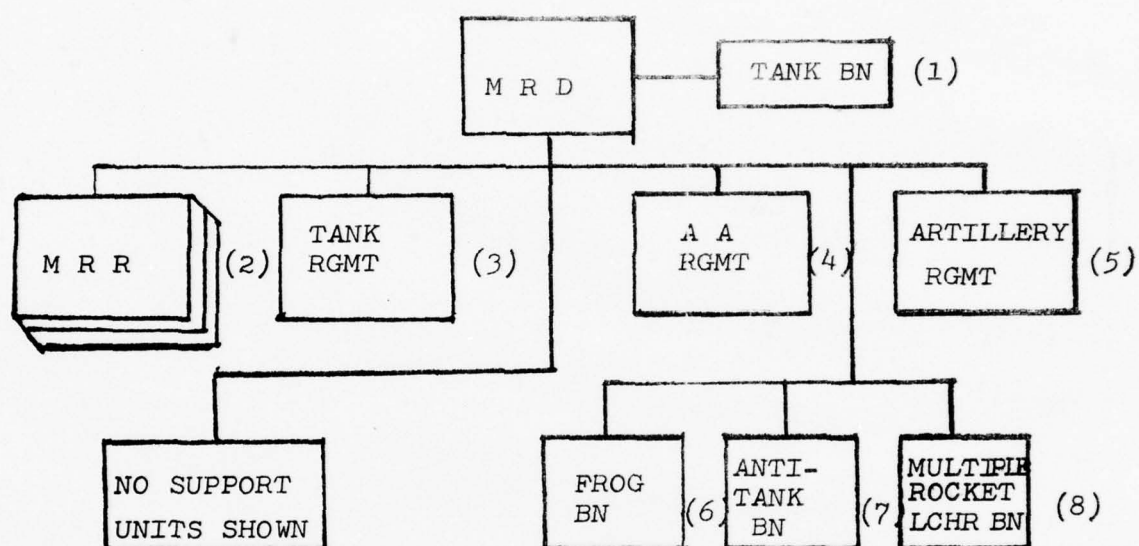 M R D
TANK BN (1)
M R R (2)
TANK
RGMT (3)
A A
RGMT (4)
ARTILLERY
RGMT (5)
NO SUPPORT
UNITS SHOWN
FROG
BN (6)
ANTI-
TANK
BN (7)
MULTIPLE
ROCKET
LCHR BN (8)